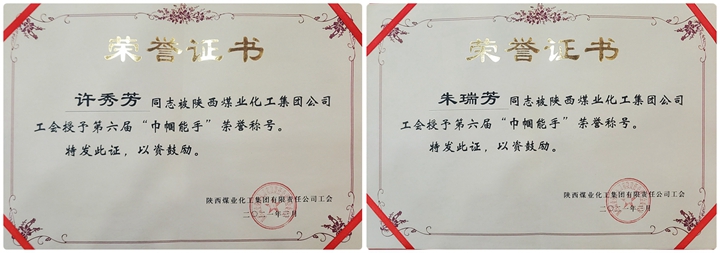 荣誉证书
许秀芳 同志被陕西煤业化工集团公司
工会授予第六届“巾帼能手”荣誉称号。
特发此证，以资鼓励。
陕西煤业化工集团有限责任公司工会
荣誉证书
朱瑞芳 同志被陕西煤业化工集团公司
工会授予第六届“巾帼能手”荣誉称号。
特发此证，以资鼓励。
陕西煤业化工集团有限责任公司工会